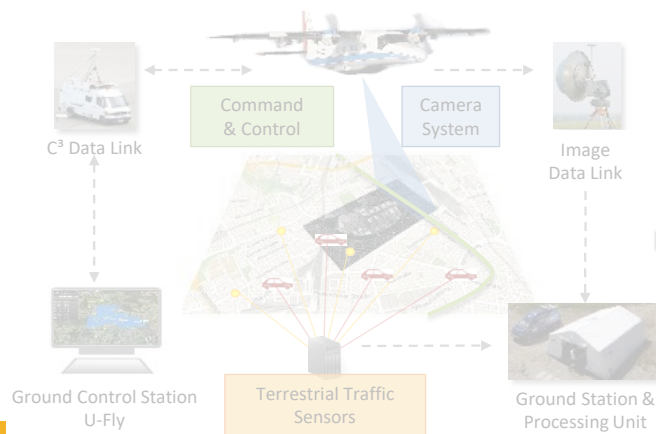 Command
& Control
Camera
System
C³ Data Link
Image
Data Link
Ground Control Station
U-Fly
Terrestrial Traffic
Sensors
Ground Station &
Processing Unit